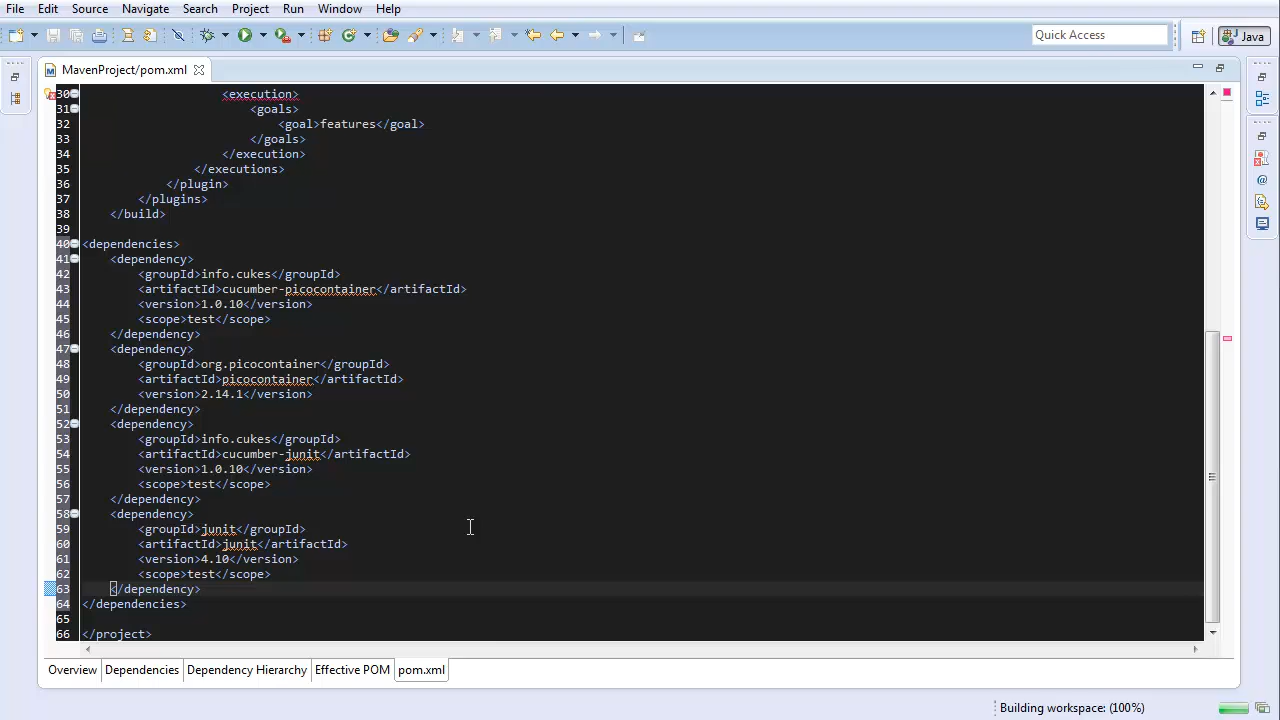 File Edit Source Navigate Search Project Run Window Help
Quick Access
Java
MavenProject/pom.xml
30 <execution>
31 <goals>
32 <goal>features</goal>
33 </goals>
34 </execution>
35 </executions>
36 </plugin>
37 </plugins>
38 </build>
39
40 <dependencies>
41 <dependency>
42 <groupId>info.cukes</groupId>
43 <artifactId>cucumber-picocontainer</artifactId>
44 <version>1.0.10</version>
45 <scope>test</scope>
46 </dependency>
47 <dependency>
48 <groupId>org.picocontainer</groupId>
49 <artifactId>picocontainer</artifactId>
50 <version>2.14.1</version>
51 </dependency>
52 <dependency>
53 <groupId>info.cukes</groupId>
54 <artifactId>cucumber-junit</artifactId>
55 <version>1.0.10</version>
56 <scope>test</scope>
57 </dependency>
58 <dependency>
59 <groupId>junit</groupId>
60 <artifactId>junit</artifactId>
61 <version>4.10</version>
62 <scope>test</scope>
63 </dependency>
64 </dependencies>
65
66 </project>
Overview Dependencies Dependency Hierarchy Effective POM pom.xml
Building workspace: (100%)